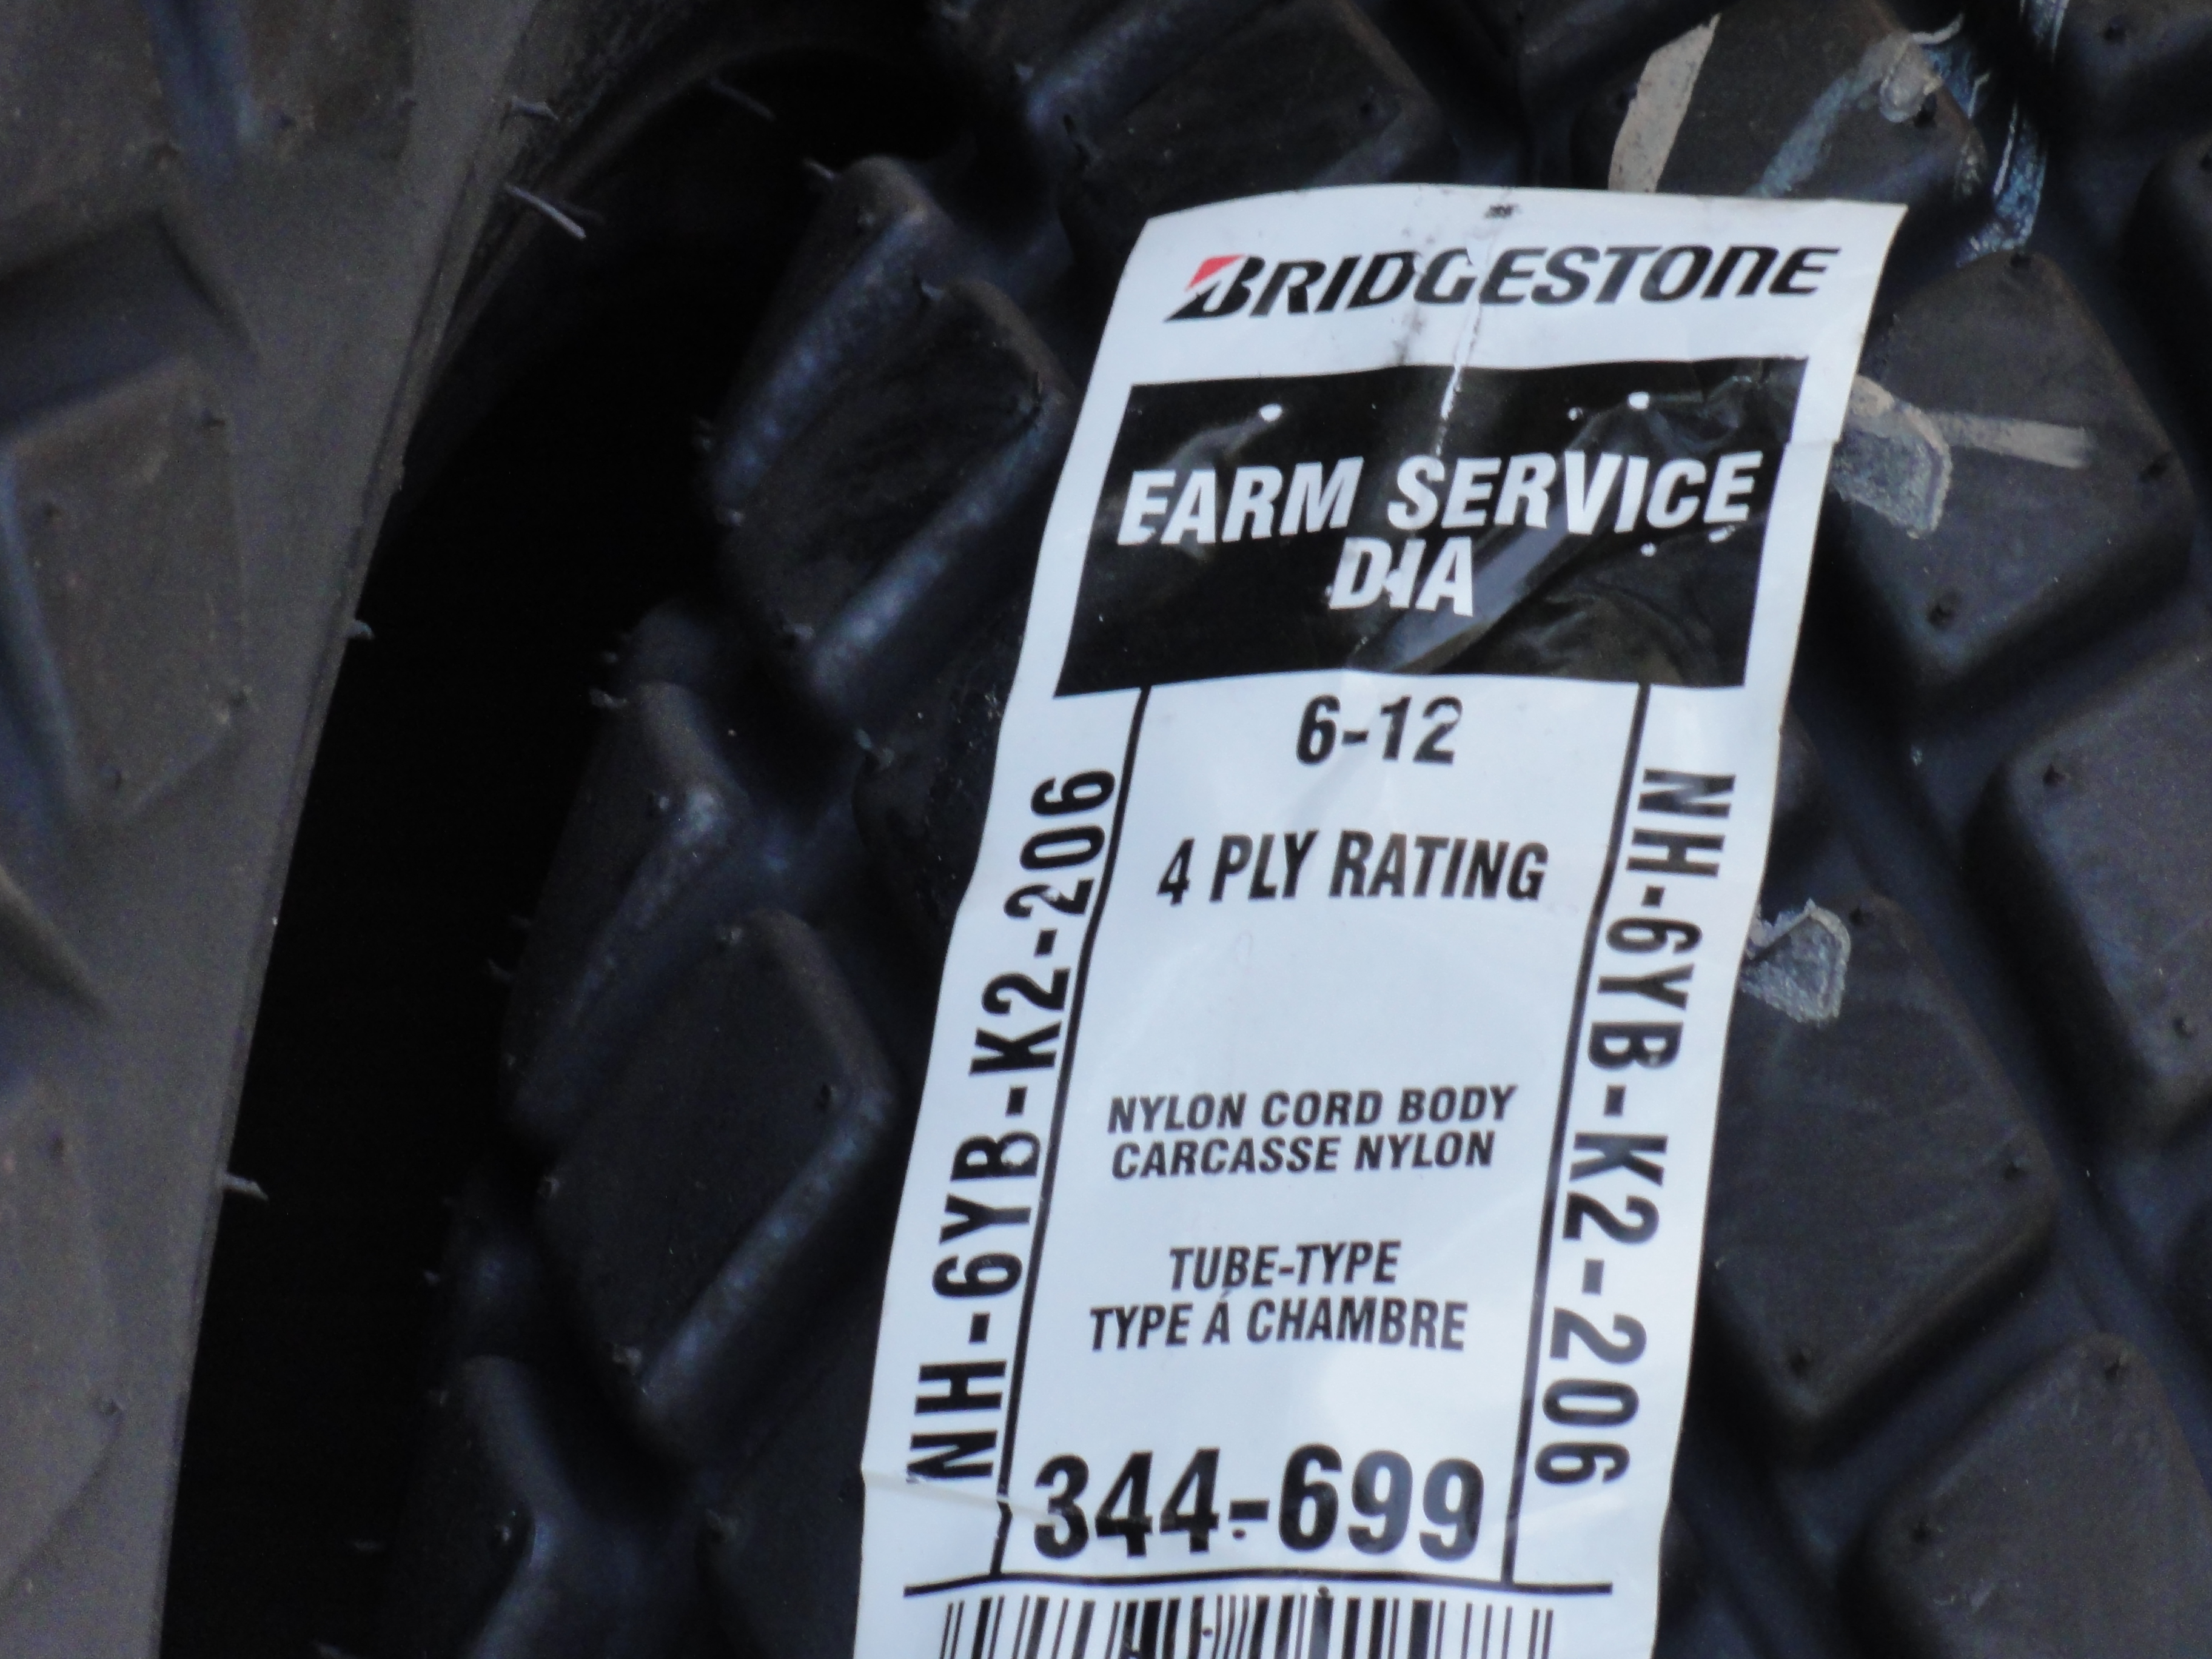 BRIDGESTONE
FARM SERVICE
DIA
6-12
4 PLY RATING
NYLON CORD BODY
CARCASSE NYLON
TUBE-TYPE
TYPE Á CHAMBRE
344-699
NH-6YB-K2-206
NH-6YB-K2-206